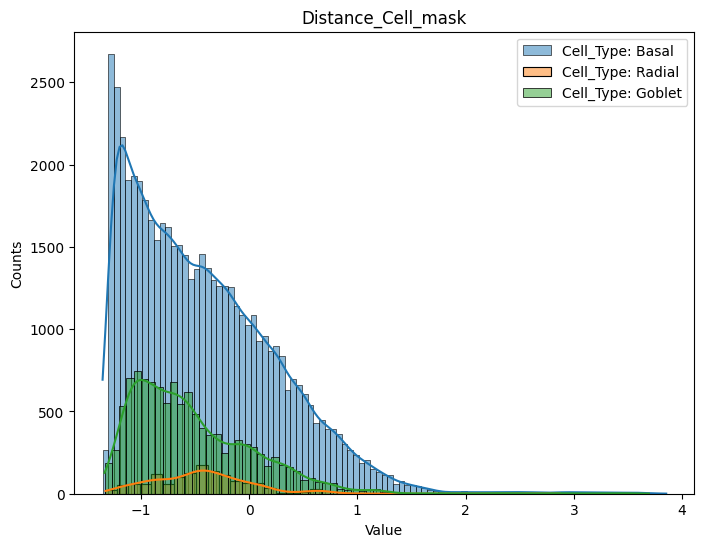 Distance_Cell_mask
Cell_Type: Basal
Cell_Type: Radial
Cell_Type: Goblet
2500
2000
1500
1000
500
0
Counts
−1 0 1 2 3 4
Value